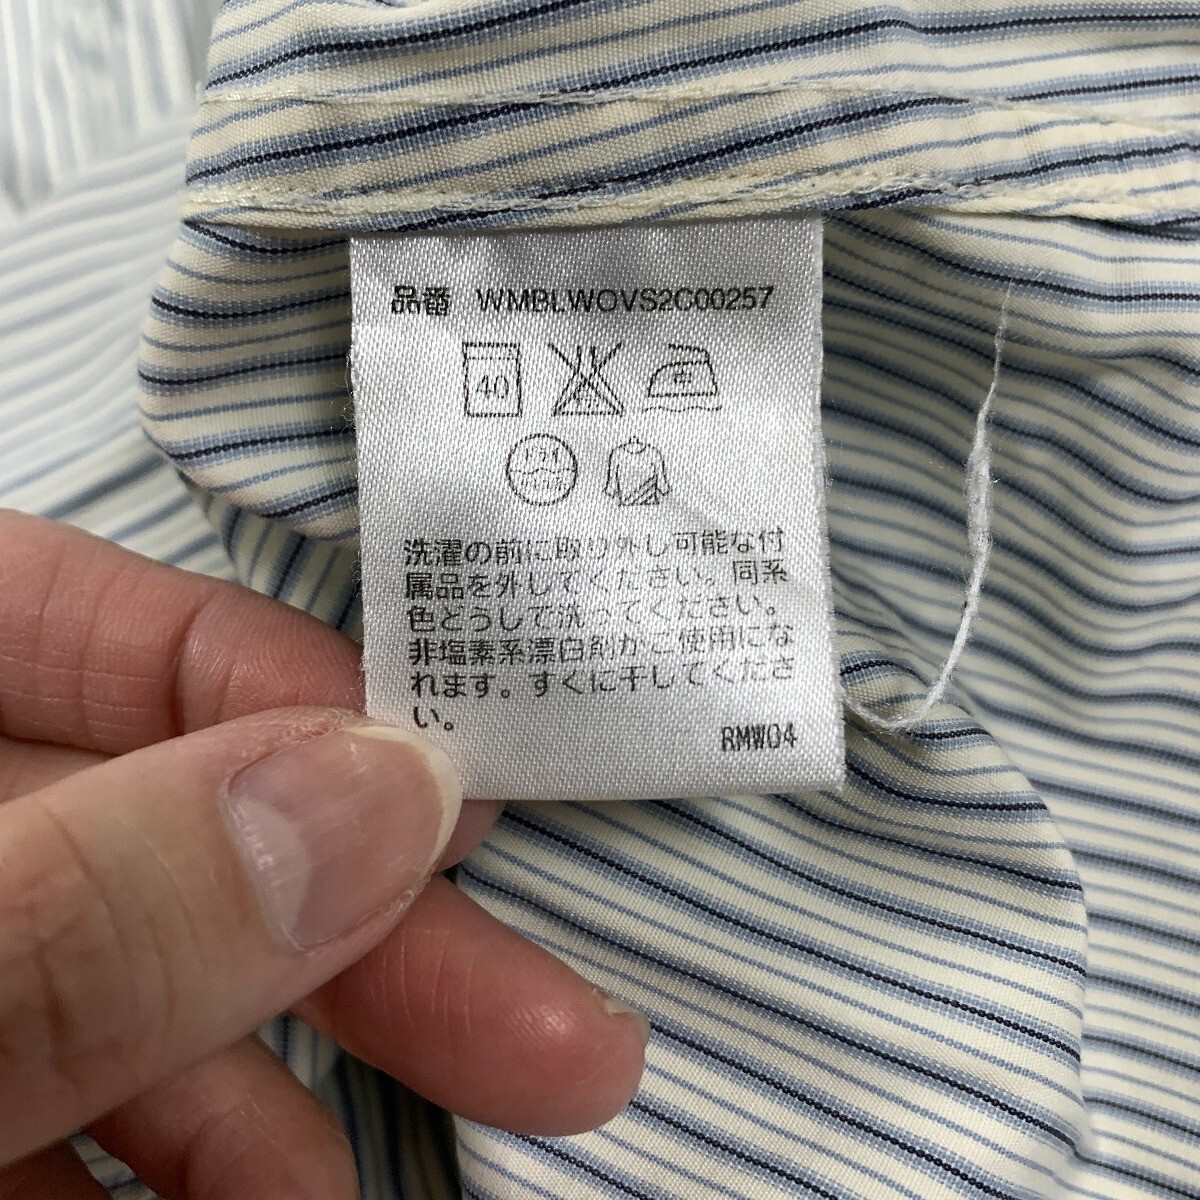 品番 WMBLWOVS2C00257
40
洗濯の前に取り外し可能な付
属品を外してください。同系
色どうしで洗ってください。
非塩素系漂白剤がご使用にな
れます。すぐに干してくださ
い。
RMW04